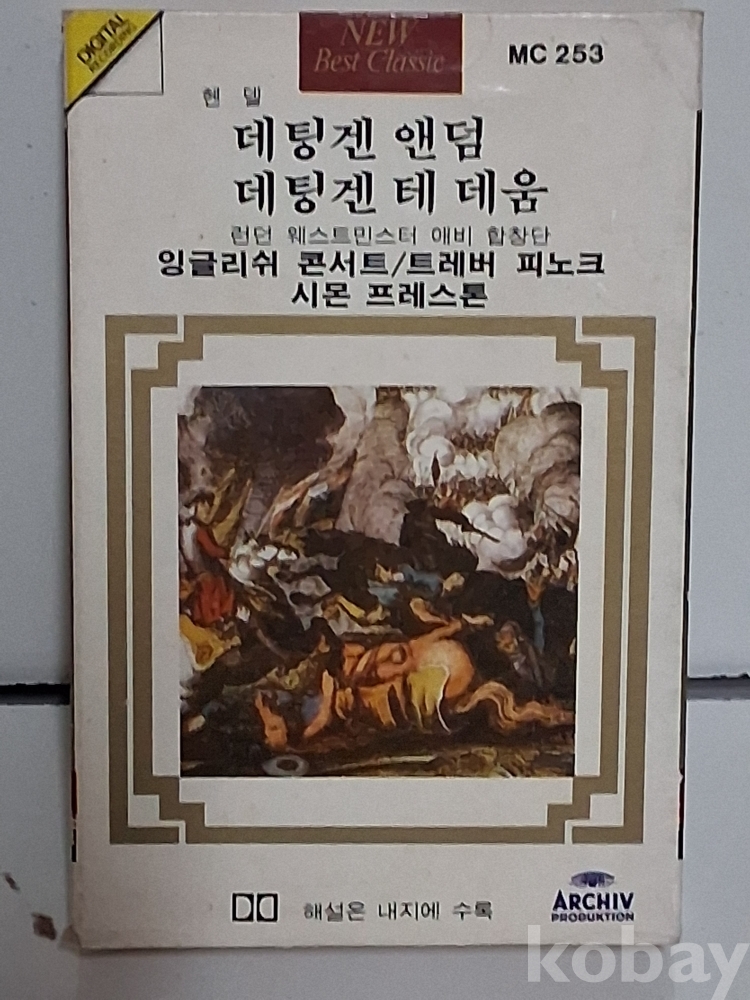 DIGITAL
RECORDING
NEW
Best Classic
MC 253
헨 델
데팅겐 앤덤
데팅겐 테 데움
런던 웨스트민스터 애비 합창단
잉글리쉬 콘서트/트레버 피노크
시몬 프레스톤
해설은 내지에 수록
ARCHIV
PRODUKTION
kobay